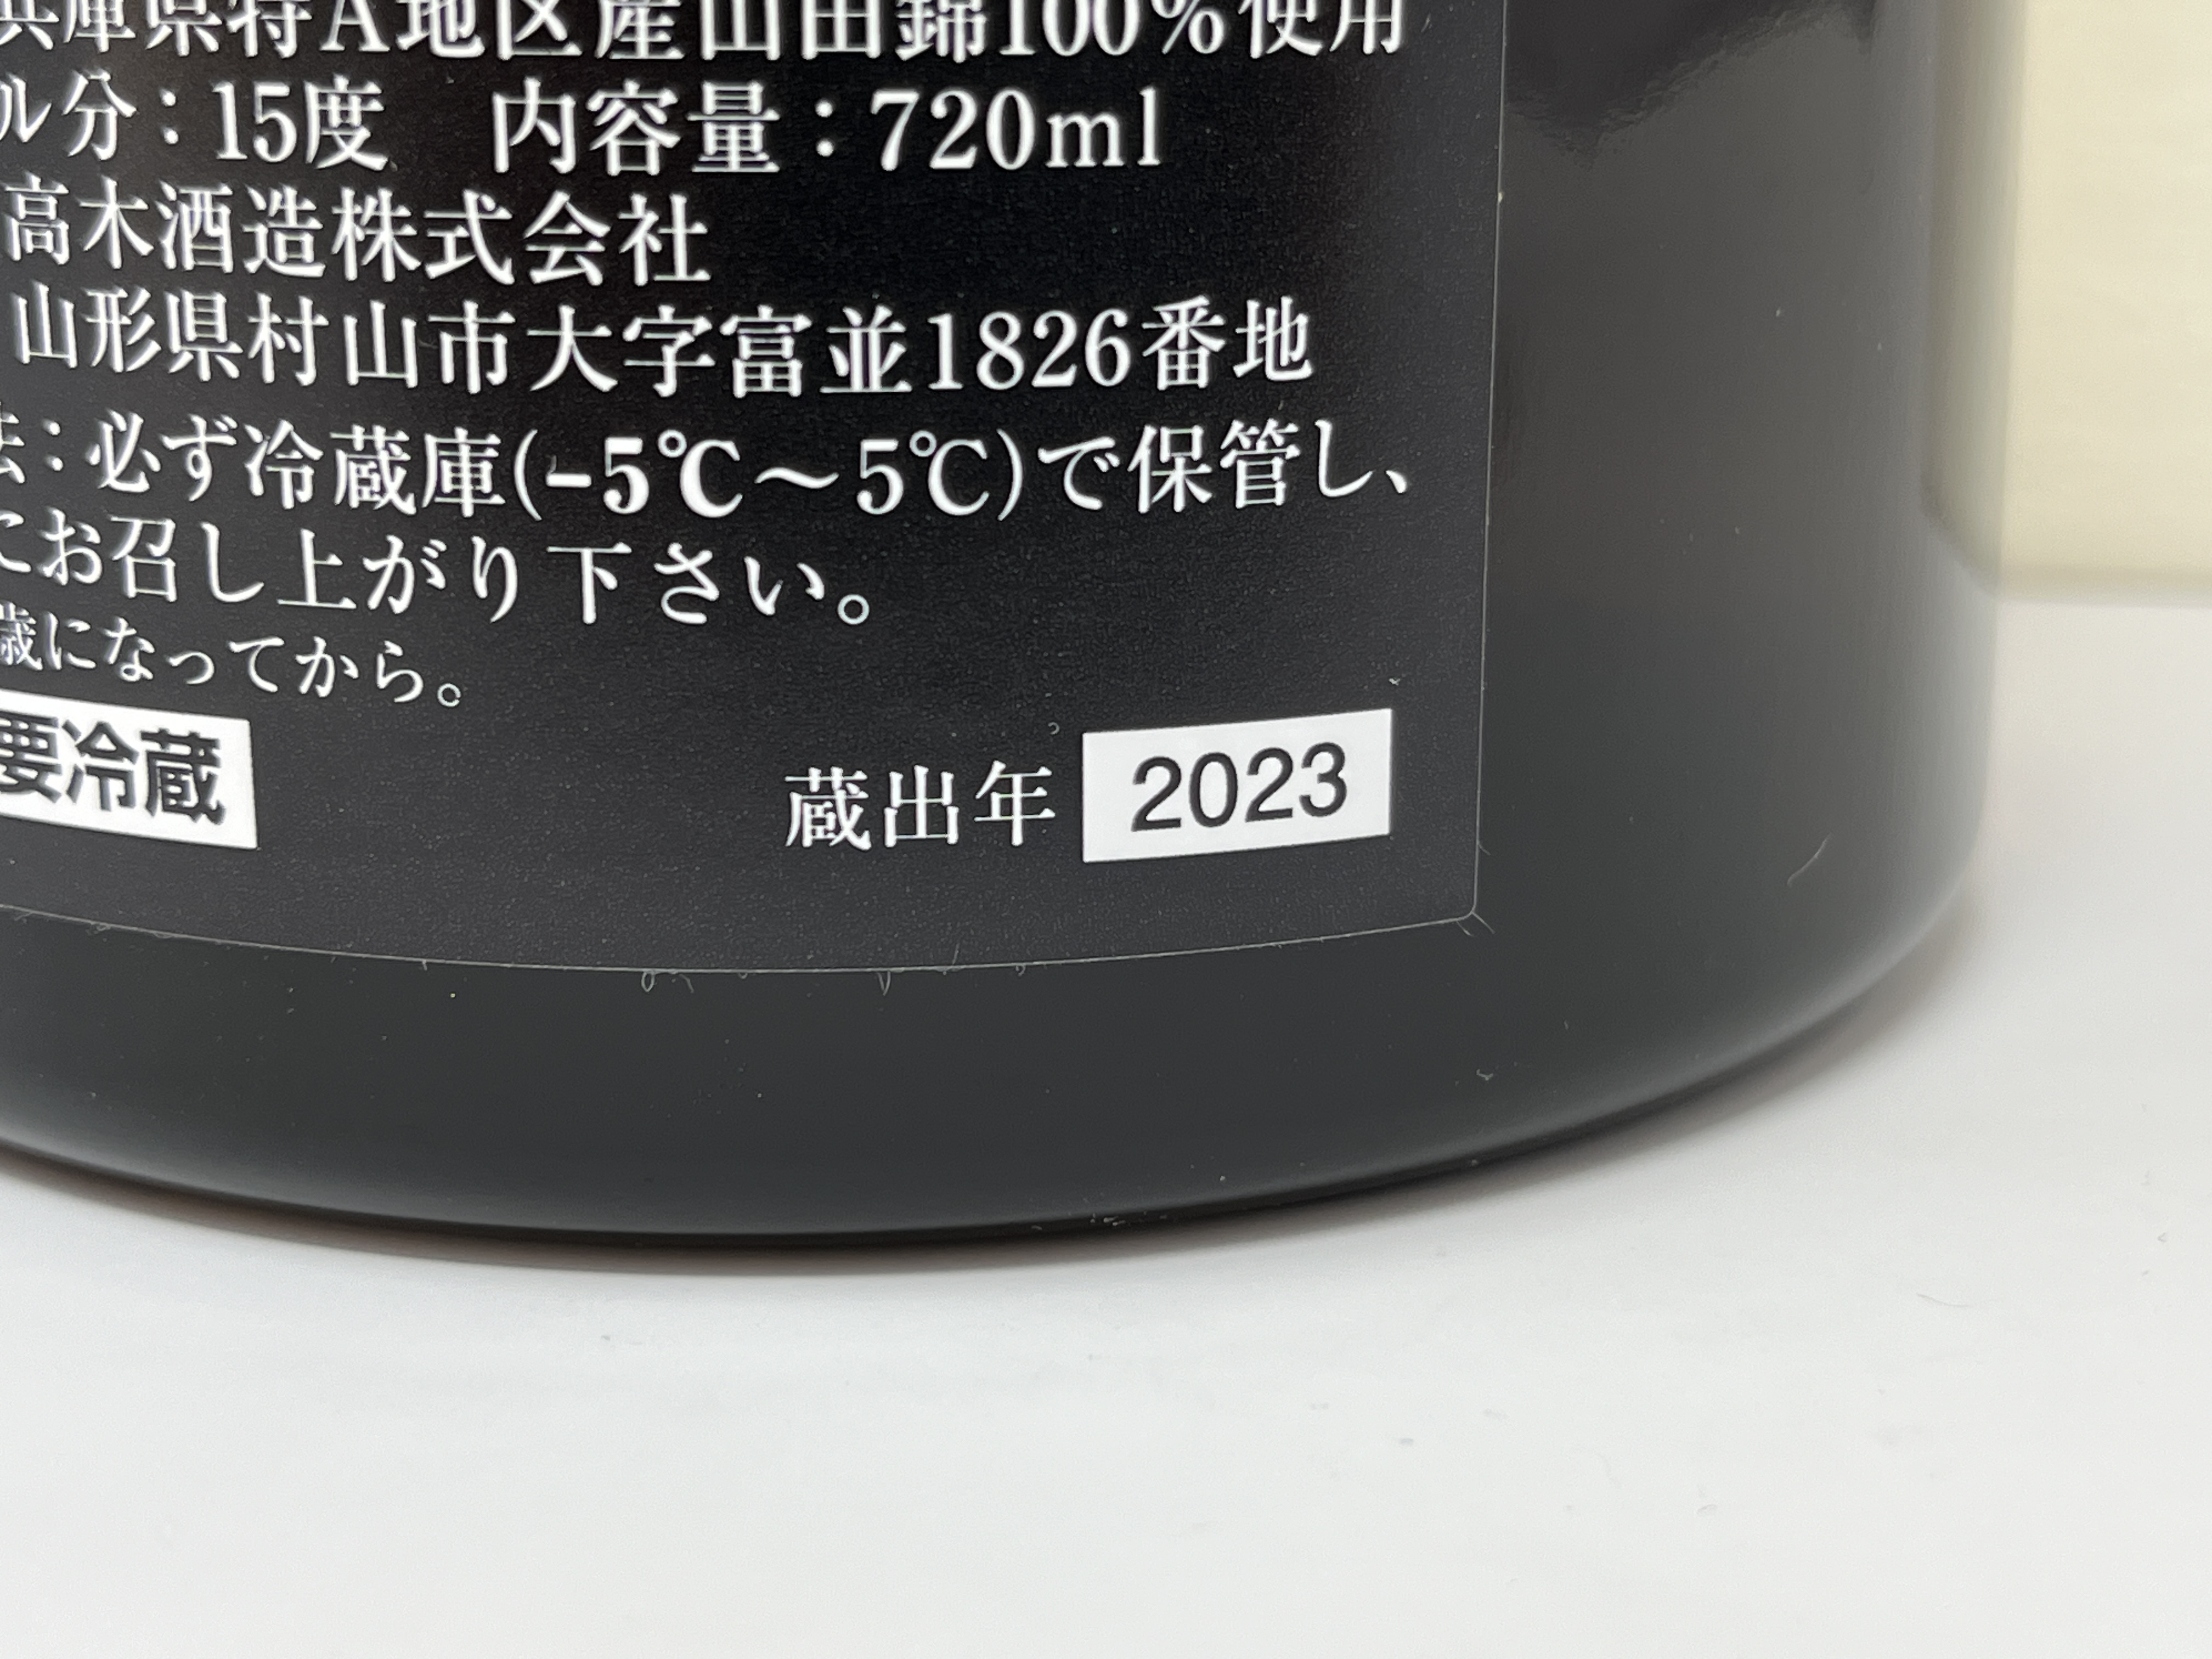 兵庫県特A地区産山田錦100%使用
ル分：15度　内容量：720ml
高木酒造株式会社
山形県村山市大字富並1826番地
法：必ず冷蔵庫(-5℃～5℃)で保管し、
にお召し上がり下さい。
歳になってから。
要冷蔵
蔵出年 2023